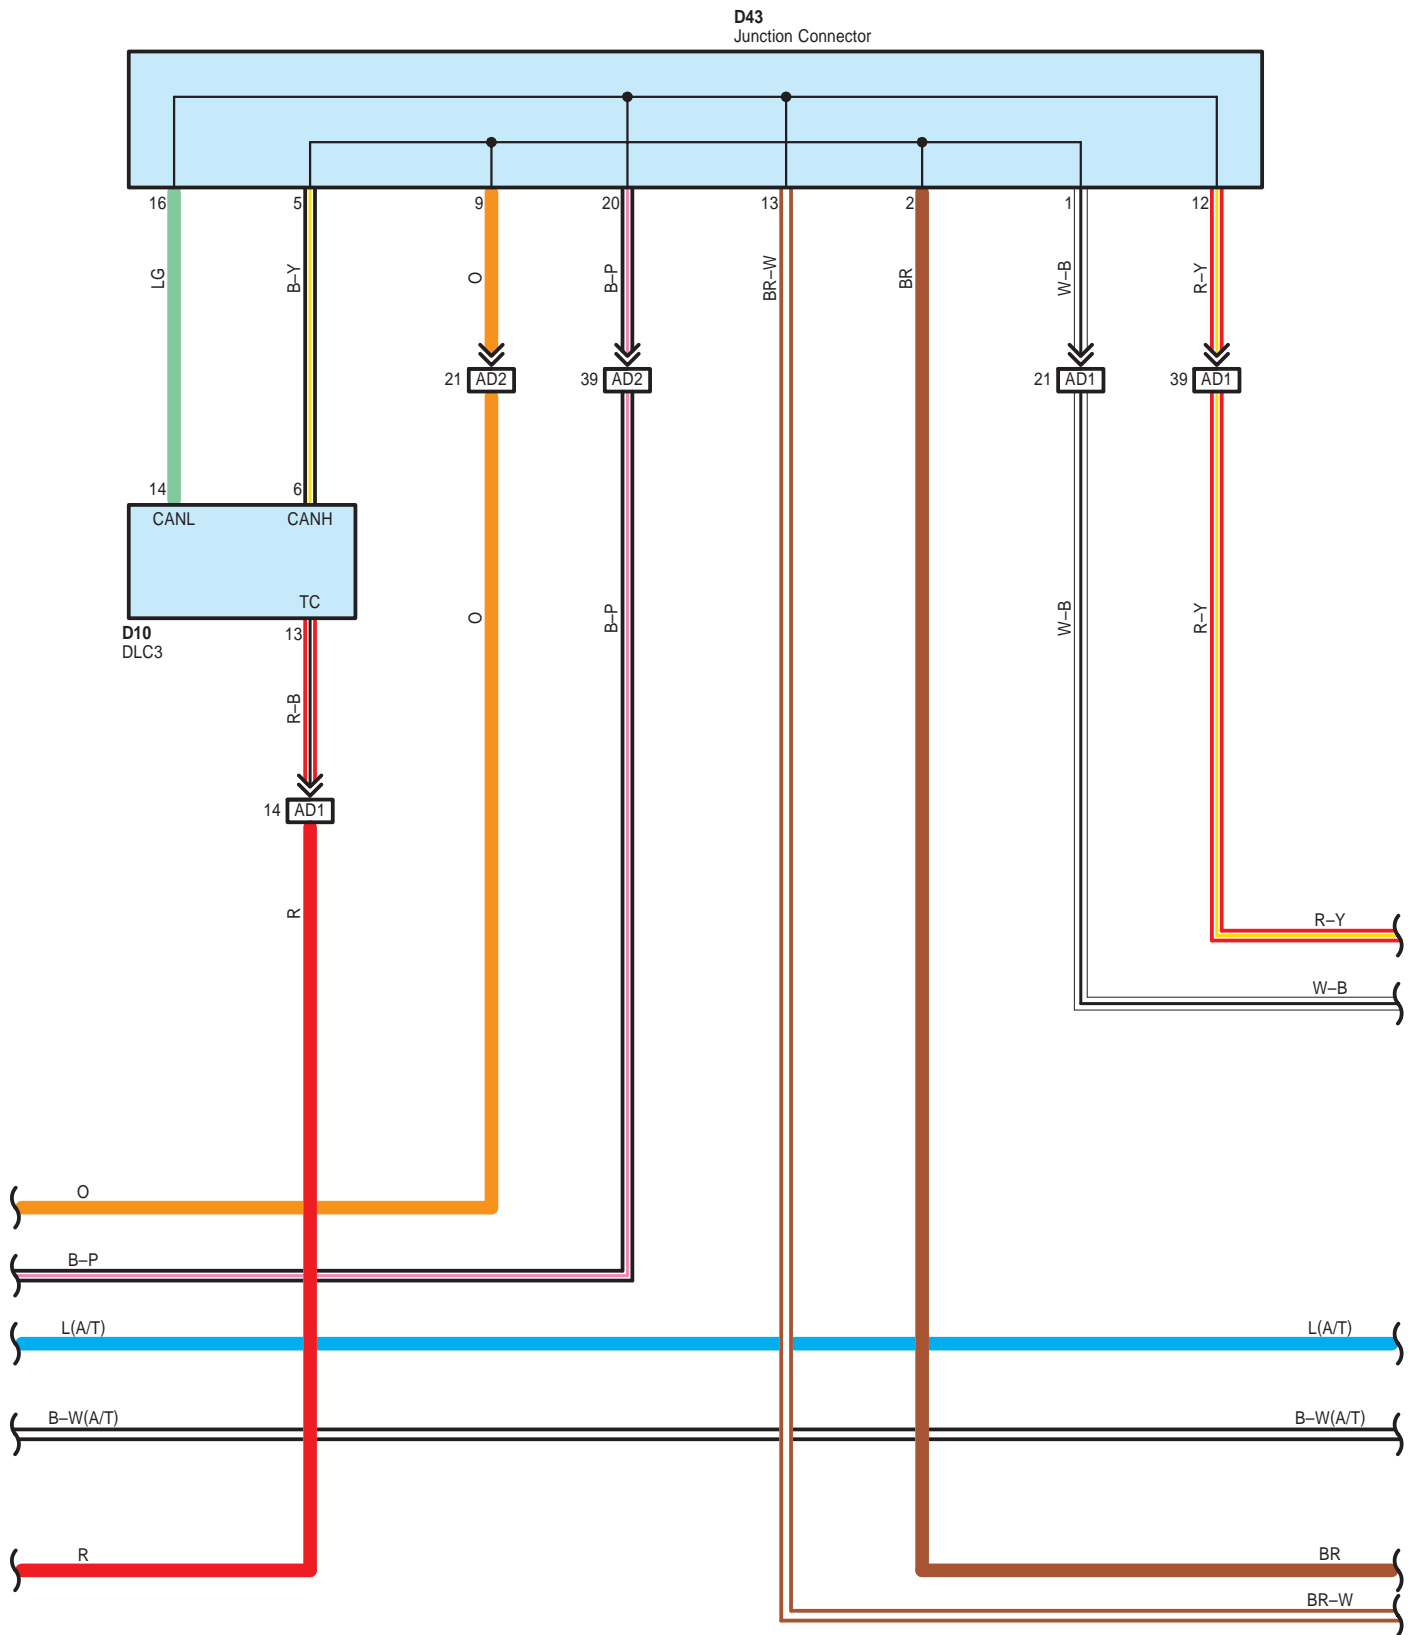 D43
Junction Connector
16 5 9 20 13 2 1 12
LG B–Y O B–P BR–W BR W–B R–Y
21 AD2 39 AD2 21 AD1 39 AD1
14 6
CANL CANH
TC
D10
DLC3
13
O B–P W–B R–Y
R–B
14 AD1
R
R–Y
W–B
O
B–P
L(A/T) L(A/T)
B–W(A/T) B–W(A/T)
R BR
BR–W